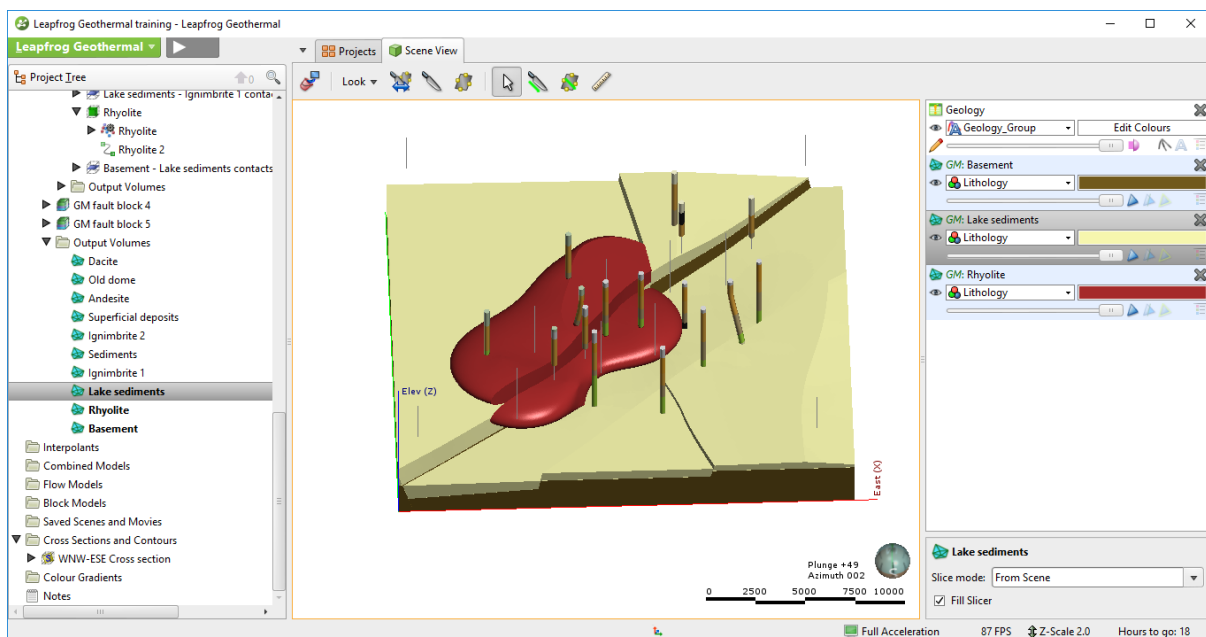 Leapfrog Geothermal training - Leapfrog Geothermal
Leapfrog Geothermal
Projects
Scene View
Project Tree
0
Look
Lake sediments - Ignimbrite 1 conta
Rhyolite
Rhyolite
Rhyolite 2
Basement - Lake sediments contacts
Output Volumes
GM fault block 4
GM fault block 5
Output Volumes
Dacite
Old dome
Andesite
Superficial deposits
Ignimbrite 2
Sediments
Ignimbrite 1
Lake sediments
Rhyolite
Basement
Interpolants
Combined Models
Flow Models
Block Models
Saved Scenes and Movies
Cross Sections and Contours
WNW-ESE Cross section
Colour Gradients
Notes
Elev (Z)
East (X)
Plunge +49
Azimuth 002
0 2500 5000 7500 10000
Geology
Geology_Group
Edit Colours
GM: Basement
Lithology
GM: Lake sediments
Lithology
GM: Rhyolite
Lithology
Lake sediments
Slice mode: From Scene
Fill Slicer
Full Acceleration 87 FPS Z-Scale 2.0 Hours to go: 18